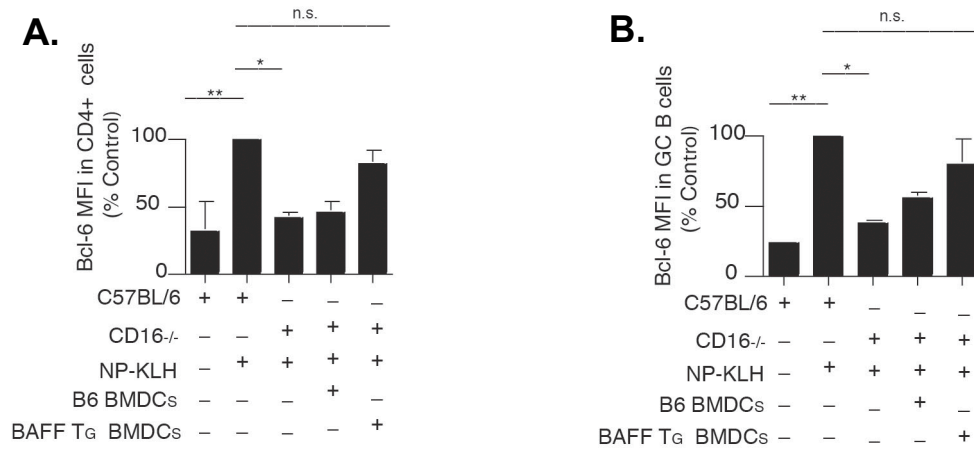 A.
n.s.
*
**
Bcl-6 MFI in CD4+ cells
(% Control)
100
50
0
C57BL/6 + + – – –
CD16-/- – – + + +
NP-KLH – + + + +
B6 BMDCs – – – + –
BAFF TG BMDCs – – – – +
B.
n.s.
*
**
Bcl-6 MFI in GC B cells
(% Control)
100
50
0
C57BL/6 + + – – –
CD16-/- – – + + +
NP-KLH – + + + +
B6 BMDCs – – – + –
BAFF TG BMDCs – – – – +